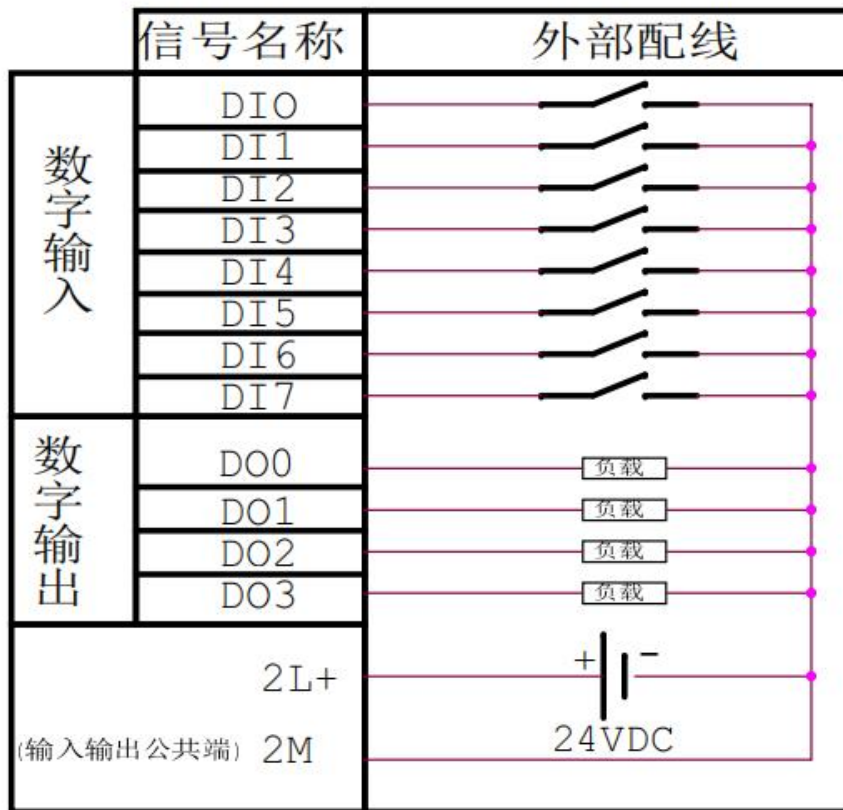 信号名称 外部配线
数字输入
DI0
DI1
DI2
DI3
DI4
DI5
DI6
DI7
数字输出
DO0 负载
DO1 负载
DO2 负载
DO3 负载
2L+ + -
24VDC
(输入输出公共端) 2M